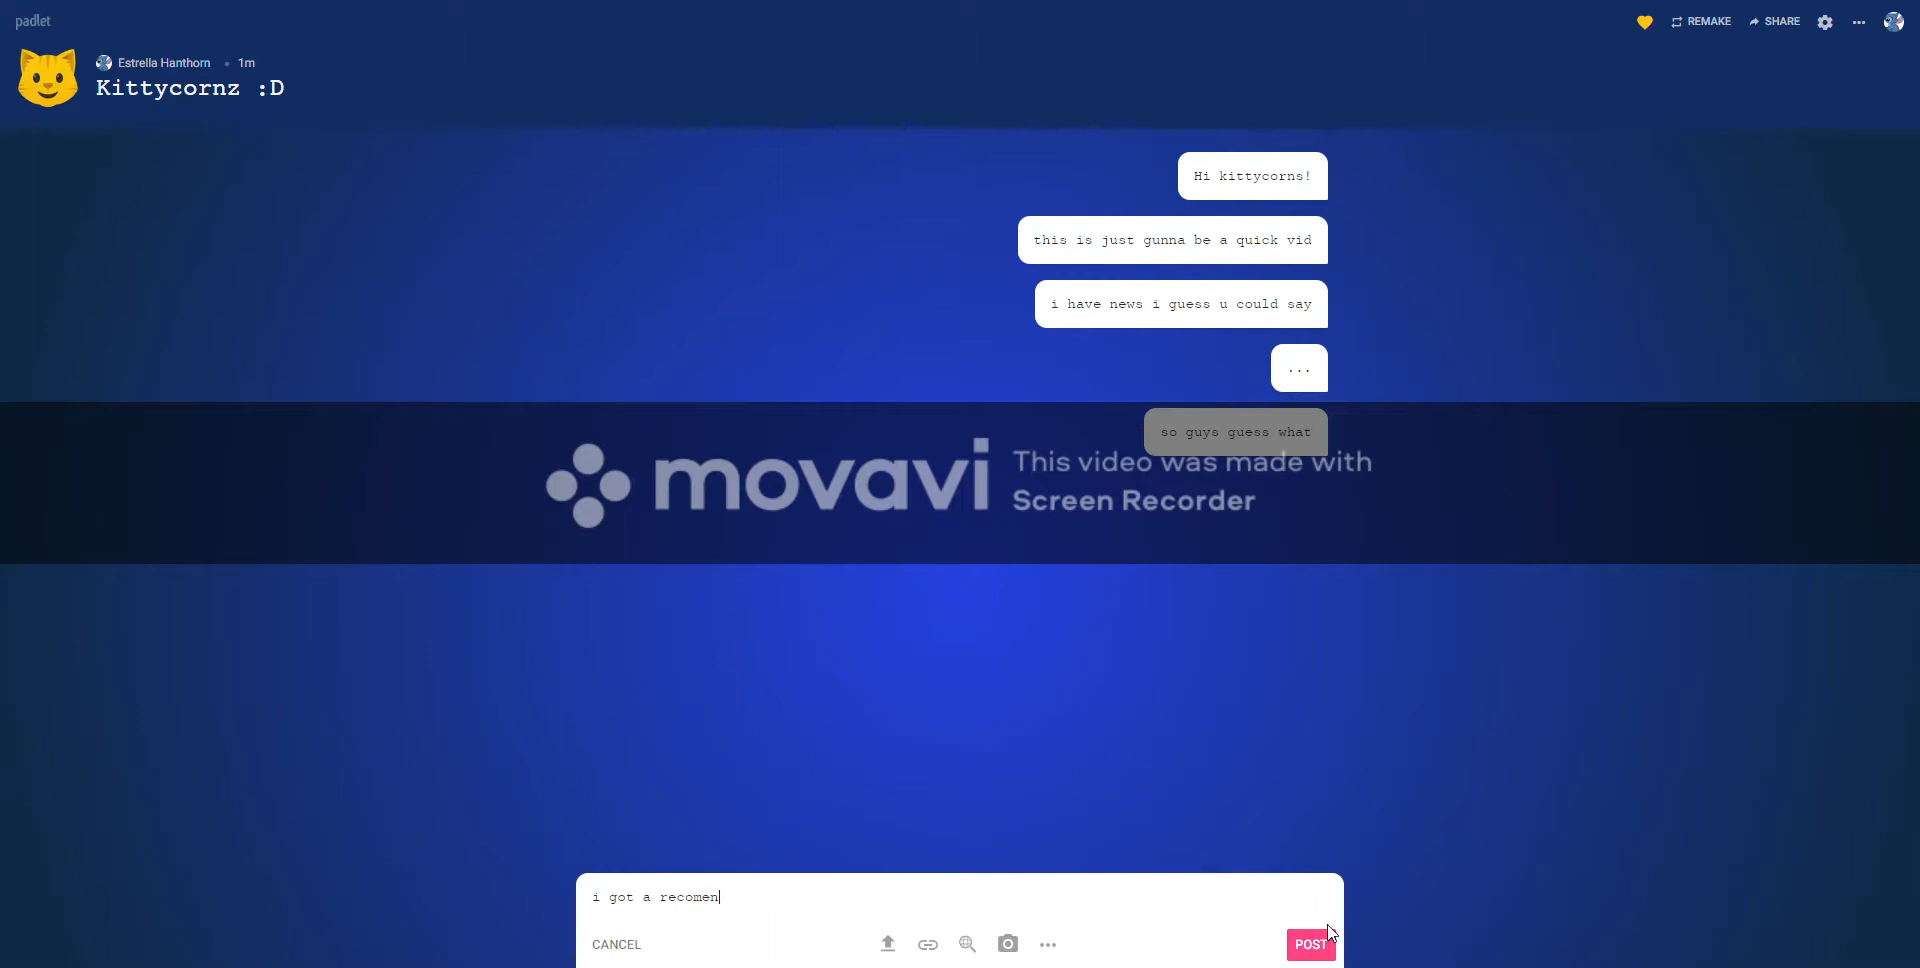 padlet
REMAKE
SHARE
Estrella Hanthorn • 1m
Kittycornz :D
Hi kittycorns!
this is just gunna be a quick vid
i have news i guess u could say
...
so guys guess what
movavi
This video was made with
Screen Recorder
i got a recomen
CANCEL
POST